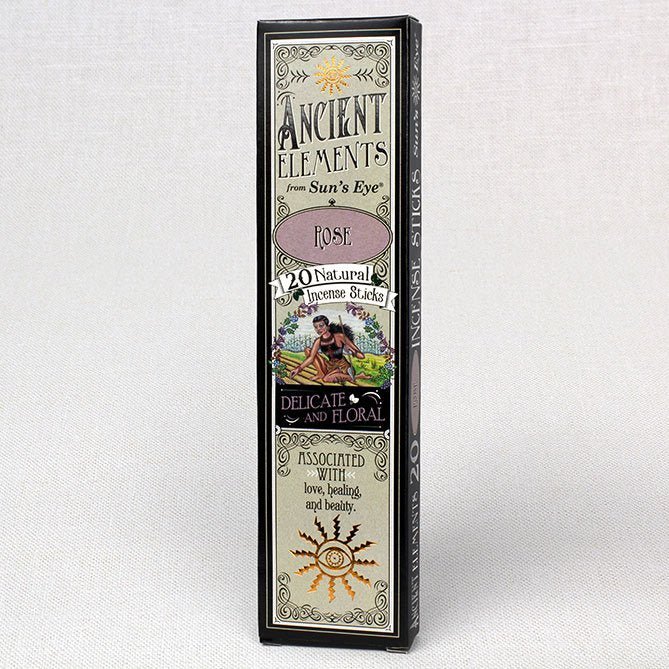 ANCIENT
ELEMENTS
from Sun's Eye®
ROSE
20 Natural
Incense Sticks
DELICATE
AND FLORAL
ASSOCIATED
WITH
love, healing,
and beauty.
ANCIENT ELEMENTS 20 ROSE INCENSE STICKS Sun's Eye